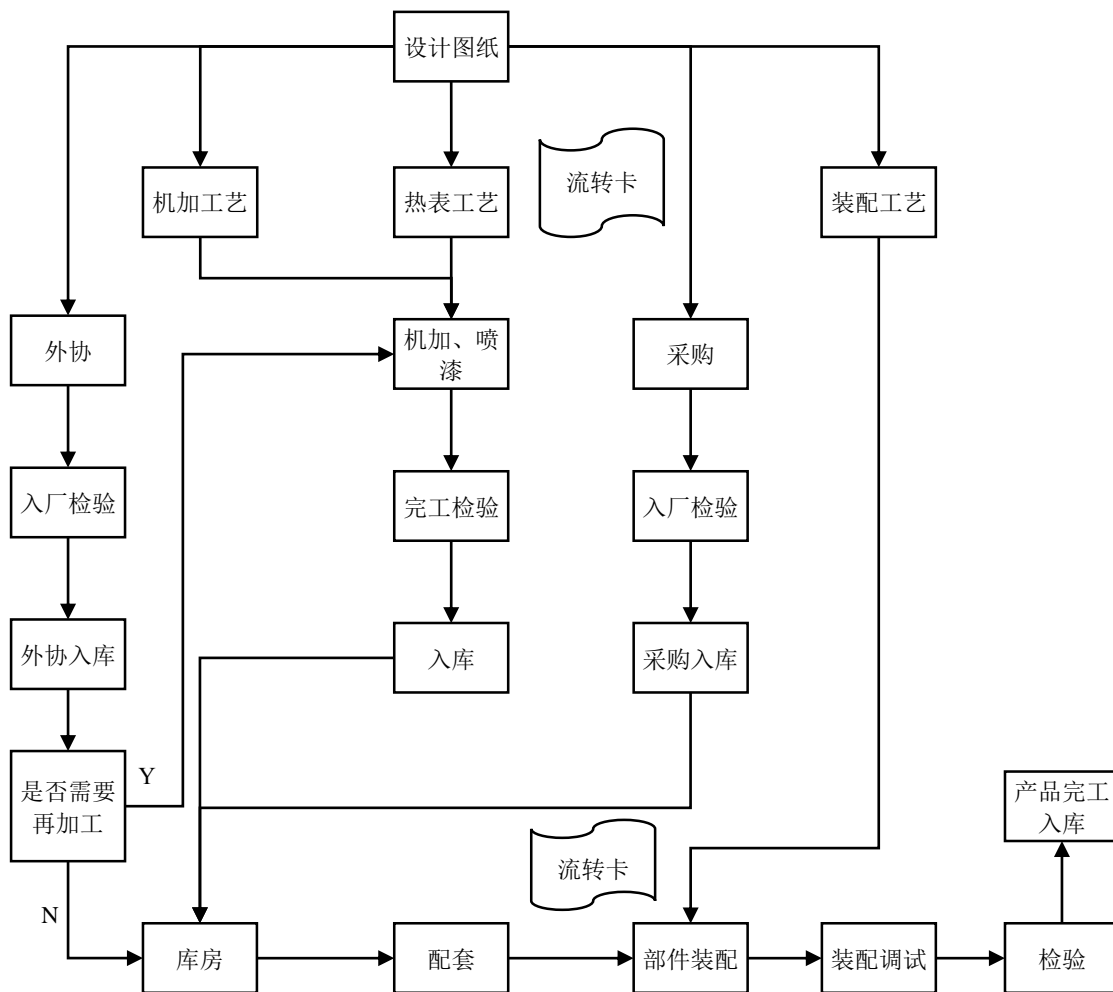 设计图纸
机加工艺
热表工艺
流转卡
装配工艺
外协
机加、喷
漆
采购
入厂检验
完工检验
入厂检验
外协入库
入库
采购入库
是否需要
再加工
Y
产品完工
入库
流转卡
N
库房
配套
部件装配
装配调试
检验